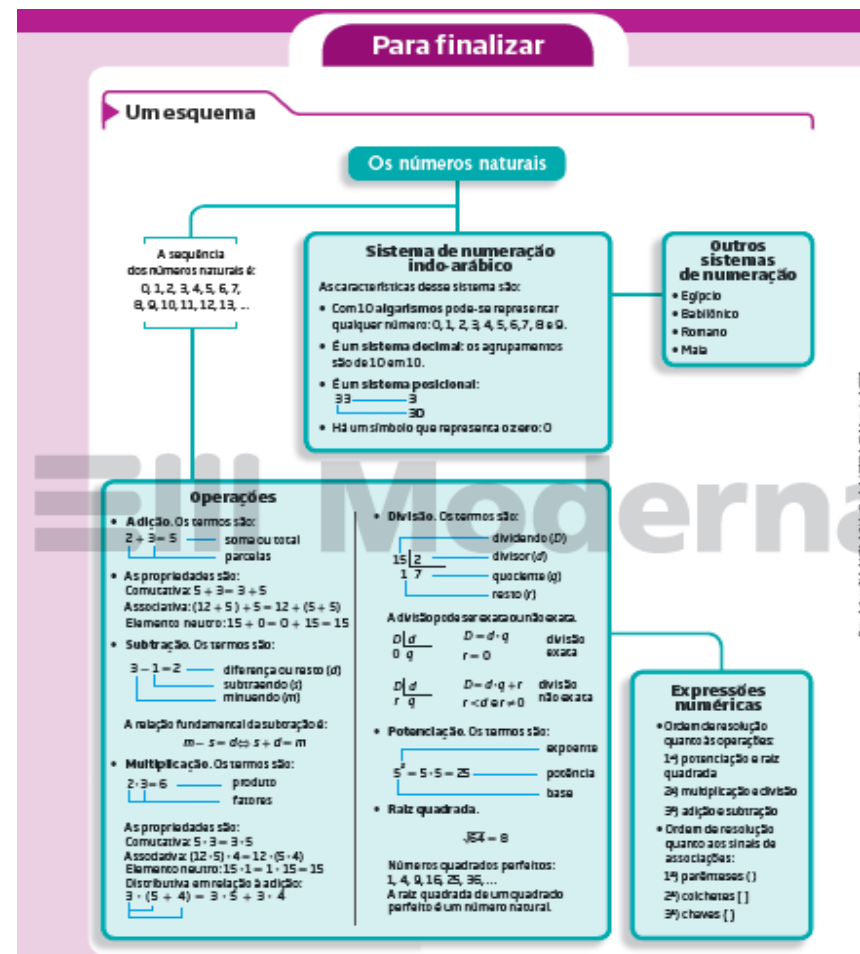 Para finalizar
Um esquema
Os números naturais
A sequência
dos números naturais é:
0, 1, 2, 3, 4, 5, 6, 7,
8, 9, 10, 11, 12, 13, ...
Sistema de numeração
indo-arábico
As características desse sistema são:
• Com 10 algarismos pode-se representar
qualquer número: 0, 1, 2, 3, 4, 5, 6, 7, 8 e 9.
• É um sistema decimal: os agrupamentos
são de 10 em 10.
• É um sistema posicional:
33 3
30
• Há um símbolo que representa o zero: 0
Outros
sistemas
de numeração
• Egípcio
• Babilônico
• Romano
• Maia
Operações
• Adição. Os termos são:
2 + 3 = 5 soma ou total
parcelas
• As propriedades são:
Comutativa: 5 + 3 = 3 + 5
Associativa: (12 + 5) + 5 = 12 + (5 + 5)
Elemento neutro: 15 + 0 = 0 + 15 = 15
• Subtração. Os termos são:
3 – 1 = 2 diferença ou resto (d)
subtraendo (s)
minuendo (m)
A relação fundamental da subtração é:
m – s = d ⇔ s + d = m
• Multiplicação. Os termos são:
2 · 3 = 6 produto
fatores
As propriedades são:
Comutativa: 5 · 3 = 3 · 5
Associativa: (12 · 5) · 4 = 12 · (5 · 4)
Elemento neutro: 15 · 1 = 1 · 15 = 15
Distributiva em relação à adição:
3 · (5 + 4) = 3 · 5 + 3 · 4
• Divisão. Os termos são:
dividendo (D)
15 2 divisor (d)
1 7 quociente (q)
resto (r)
A divisão pode ser exata ou não exata.
D d D = d · q divisão
0 q r = 0 exata
D d D = d · q + r divisão
r q r < d e r ≠ 0 não exata
• Potenciação. Os termos são:
expoente
5² = 5 · 5 = 25 potência
base
• Raiz quadrada.
√64 = 8
Números quadrados perfeitos:
1, 4, 9, 16, 25, 36, ...
A raiz quadrada de um quadrado
perfeito é um número natural.
Expressões
numéricas
• Ordem de resolução
quanto às operações:
1ª) potenciação e raiz
quadrada
2ª) multiplicação e divisão
3ª) adição e subtração
• Ordem de resolução
quanto aos sinais de
associações:
1ª) parênteses ( )
2ª) colchetes [ ]
3ª) chaves { }
Moderna